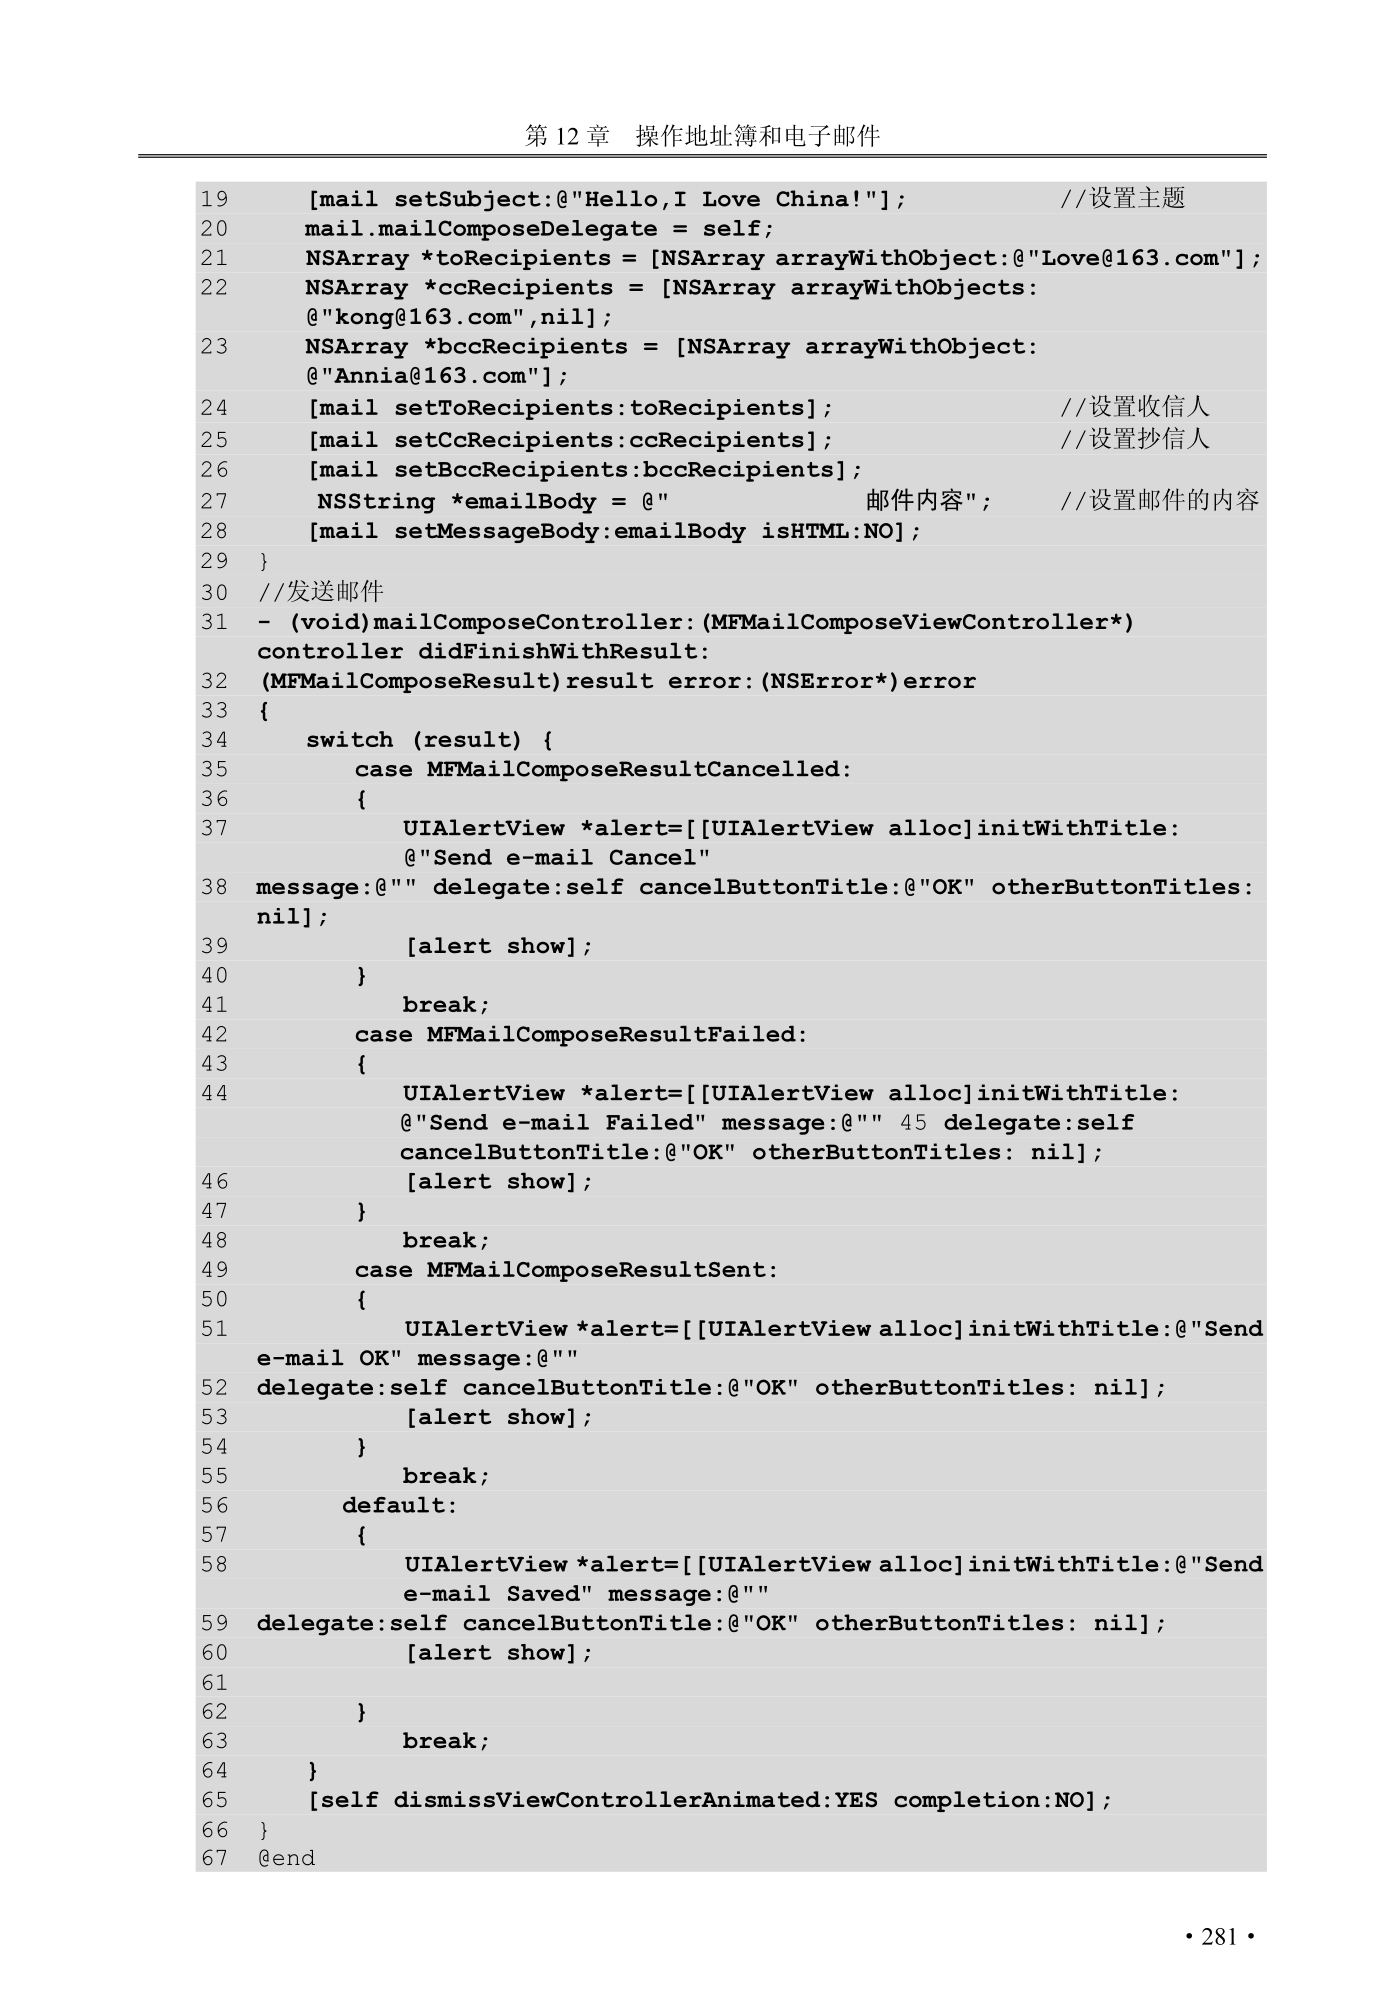 第 12 章　操作地址簿和电子邮件
19 [mail setSubject:@"Hello,I Love China!"]; //设置主题
20 mail.mailComposeDelegate = self;
21 NSArray *toRecipients = [NSArray arrayWithObject:@"Love@163.com"];
22 NSArray *ccRecipients = [NSArray arrayWithObjects:
@"kong@163.com",nil];
23 NSArray *bccRecipients = [NSArray arrayWithObject:
@"Annia@163.com"];
24 [mail setToRecipients:toRecipients]; //设置收信人
25 [mail setCcRecipients:ccRecipients]; //设置抄信人
26 [mail setBccRecipients:bccRecipients];
27 NSString *emailBody = @" 邮件内容"; //设置邮件的内容
28 [mail setMessageBody:emailBody isHTML:NO];
29 }
30 //发送邮件
31 - (void)mailComposeController:(MFMailComposeViewController*)
controller didFinishWithResult:
32 (MFMailComposeResult)result error:(NSError*)error
33 {
34 switch (result) {
35 case MFMailComposeResultCancelled:
36 {
37 UIAlertView *alert=[[UIAlertView alloc]initWithTitle:
@"Send e-mail Cancel"
38 message:@"" delegate:self cancelButtonTitle:@"OK" otherButtonTitles:
nil];
39 [alert show];
40 }
41 break;
42 case MFMailComposeResultFailed:
43 {
44 UIAlertView *alert=[[UIAlertView alloc]initWithTitle:
@"Send e-mail Failed" message:@"" 45 delegate:self
cancelButtonTitle:@"OK" otherButtonTitles: nil];
46 [alert show];
47 }
48 break;
49 case MFMailComposeResultSent:
50 {
51 UIAlertView *alert=[[UIAlertView alloc]initWithTitle:@"Send
e-mail OK" message:@""
52 delegate:self cancelButtonTitle:@"OK" otherButtonTitles: nil];
53 [alert show];
54 }
55 break;
56 default:
57 {
58 UIAlertView *alert=[[UIAlertView alloc]initWithTitle:@"Send
e-mail Saved" message:@""
59 delegate:self cancelButtonTitle:@"OK" otherButtonTitles: nil];
60 [alert show];
61
62 }
63 break;
64 }
65 [self dismissViewControllerAnimated:YES completion:NO];
66 }
67 @end
• 281 •